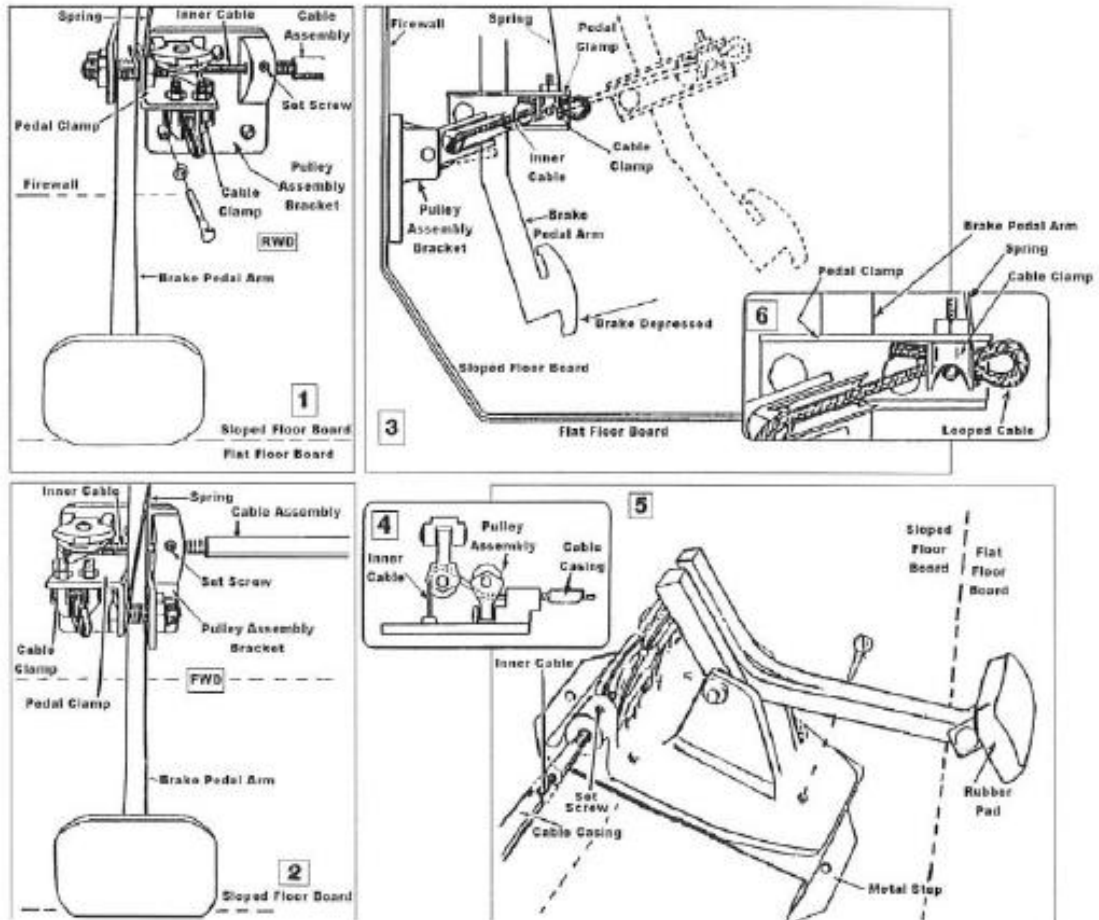 Spring
Inner Cable
Cable
Assembly
Set Screw
Pedal Clamp
Firewall
Cable
Clamp
Pulley
Assembly
Bracket
RWD
Brake Pedal Arm
1
Sloped Floor Board
Flat Floor Board
Firewall
Spring
Pedal
Clamp
Inner
Cable
Cable
Clamp
Pulley
Assembly
Bracket
Brake
Pedal Arm
Brake Depressed
Sloped Floor Board
3
Flat Floor Board
Brake Pedal Arm
Pedal Clamp
Spring
Cable Clamp
6
Looped Cable
Inner Cable
Spring
Cable Assembly
Set Screw
Pulley Assembly
Bracket
Cable
Clamp
FWD
Pedal Clamp
Brake Pedal Arm
2
Sloped Floor Board
4
Pulley
Assembly
Inner
Cable
Cable
Casing
5
Sloped
Floor
Board
Flat
Floor
Board
Inner Cable
Set
Screw
Cable Casing
Rubber
Pad
Metal Stop